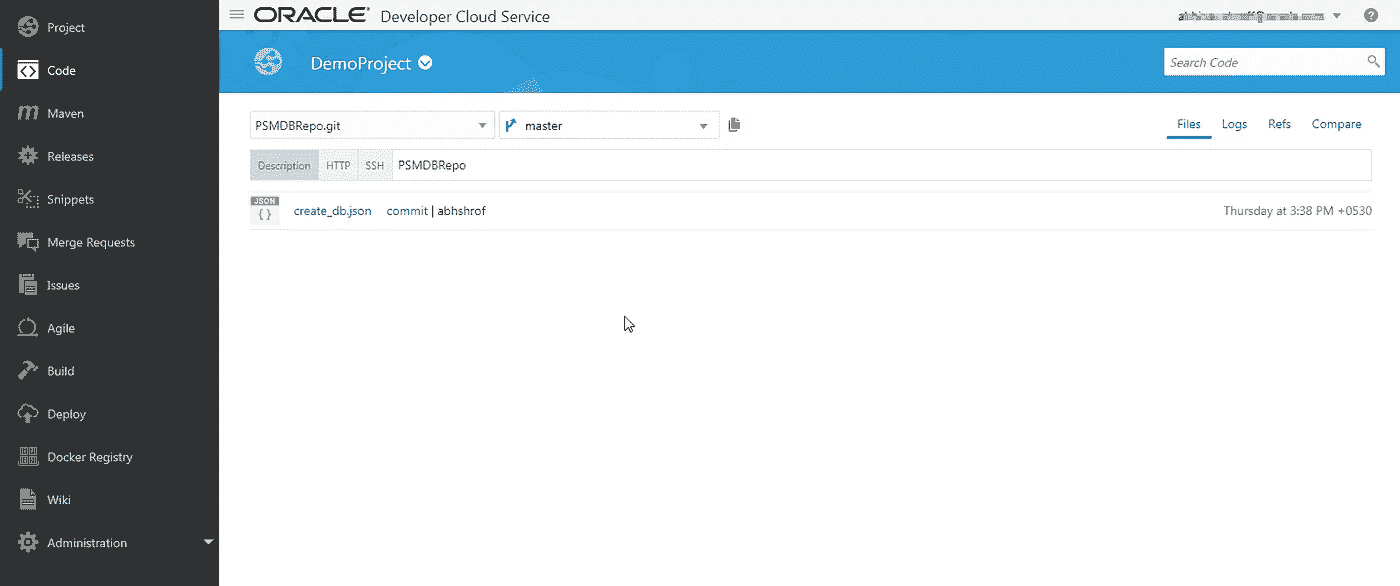 ORACLE® Developer Cloud Service
Project
Code
Maven
Releases
Snippets
Merge Requests
Issues
Agile
Build
Deploy
Docker Registry
Wiki
Administration
DemoProject
Search Code
PSMDBRepo.git
master
Files Logs Refs Compare
Description HTTP SSH PSMDBRepo
JSON
{ }
create_db.json commit | abhshrof Thursday at 3:38 PM +0530